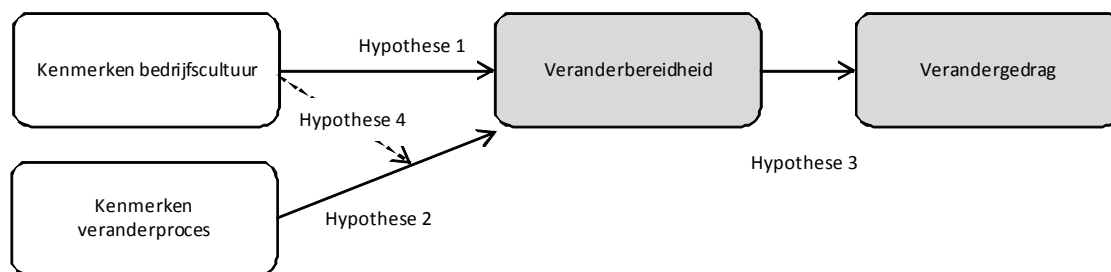 Hypothese 1
Kenmerken bedrijfscultuur
Veranderbereidheid
Verandergedrag
Hypothese 4
Hypothese 3
Kenmerken
veranderproces
Hypothese 2